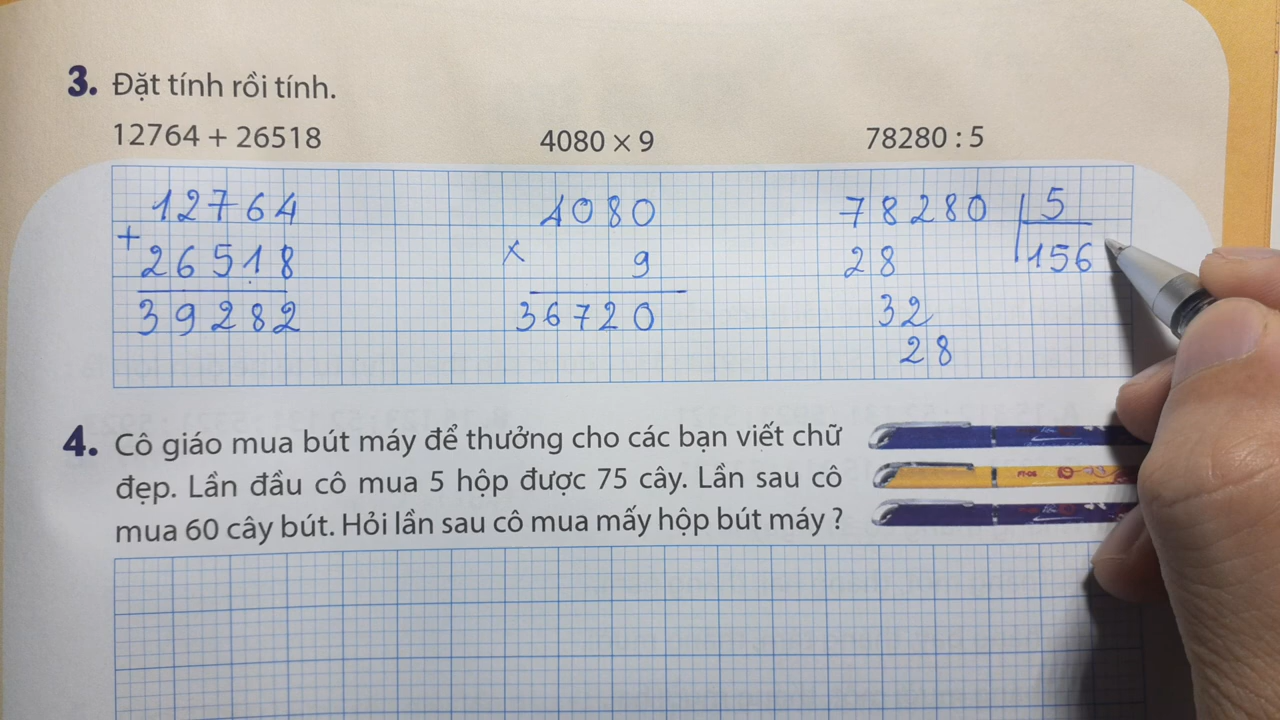 3. Đặt tính rồi tính.
12764 + 26518 4080 × 9 78280 : 5
12764 4080 78280 5
+ × 
26518 9 28 156
39282 36720 32
28
4. Cô giáo mua bút máy để thưởng cho các bạn viết chữ
đẹp. Lần đầu cô mua 5 hộp được 75 cây. Lần sau cô
mua 60 cây bút. Hỏi lần sau cô mua mấy hộp bút máy ?